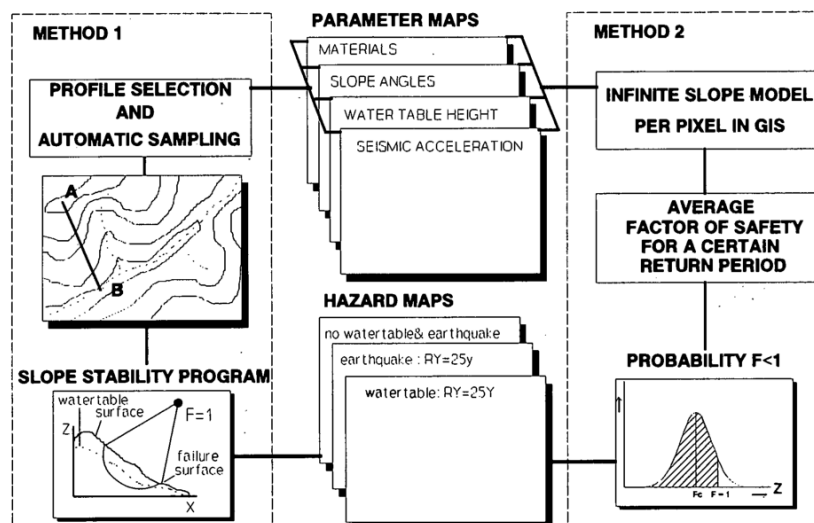 METHOD 1
PROFILE SELECTION
AND
AUTOMATIC SAMPLING
A
B
SLOPE STABILITY PROGRAM
watertable
surface
F=1
Z
failure
surface
X
PARAMETER MAPS
MATERIALS
SLOPE ANGLES
WATER TABLE HEIGHT
SEISMIC ACCELERATION
HAZARD MAPS
no watertable& earthquake
earthquake : RY=25y
watertable: RY=25Y
METHOD 2
INFINITE SLOPE MODEL
PER PIXEL IN GIS
AVERAGE
FACTOR OF SAFETY
FOR A CERTAIN
RETURN PERIOD
PROBABILITY F<1
Fc F=1 Z